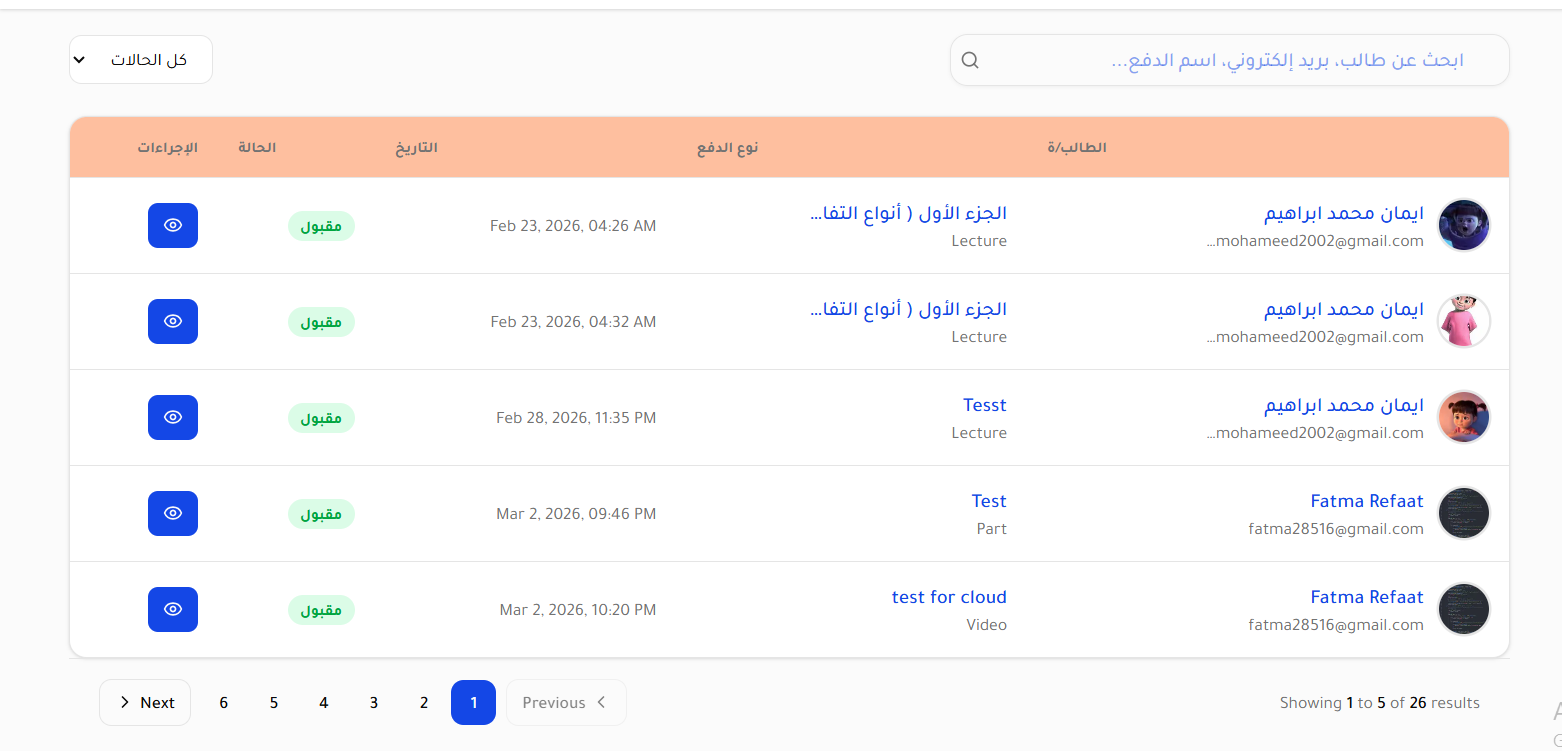 ابحث عن طالب، بريد إلكتروني، اسم الدفع...
كل الحالات
الطالب/ة
نوع الدفع
التاريخ
الحالة
الإجراءات
ايمان محمد ابراهيم
mohameed2002@gmail.com...
الجزء الأول ( أنواع التفا...
Lecture
Feb 23, 2026, 04:26 AM
مقبول
ايمان محمد ابراهيم
mohameed2002@gmail.com...
الجزء الأول ( أنواع التفا...
Lecture
Feb 23, 2026, 04:32 AM
مقبول
ايمان محمد ابراهيم
mohameed2002@gmail.com...
Tesst
Lecture
Feb 28, 2026, 11:35 PM
مقبول
Fatma Refaat
fatma28516@gmail.com
Test
Part
Mar 2, 2026, 09:46 PM
مقبول
Fatma Refaat
fatma28516@gmail.com
test for cloud
Video
Mar 2, 2026, 10:20 PM
مقبول
Showing 1 to 5 of 26 results
Previous
1
2
3
4
5
6
Next